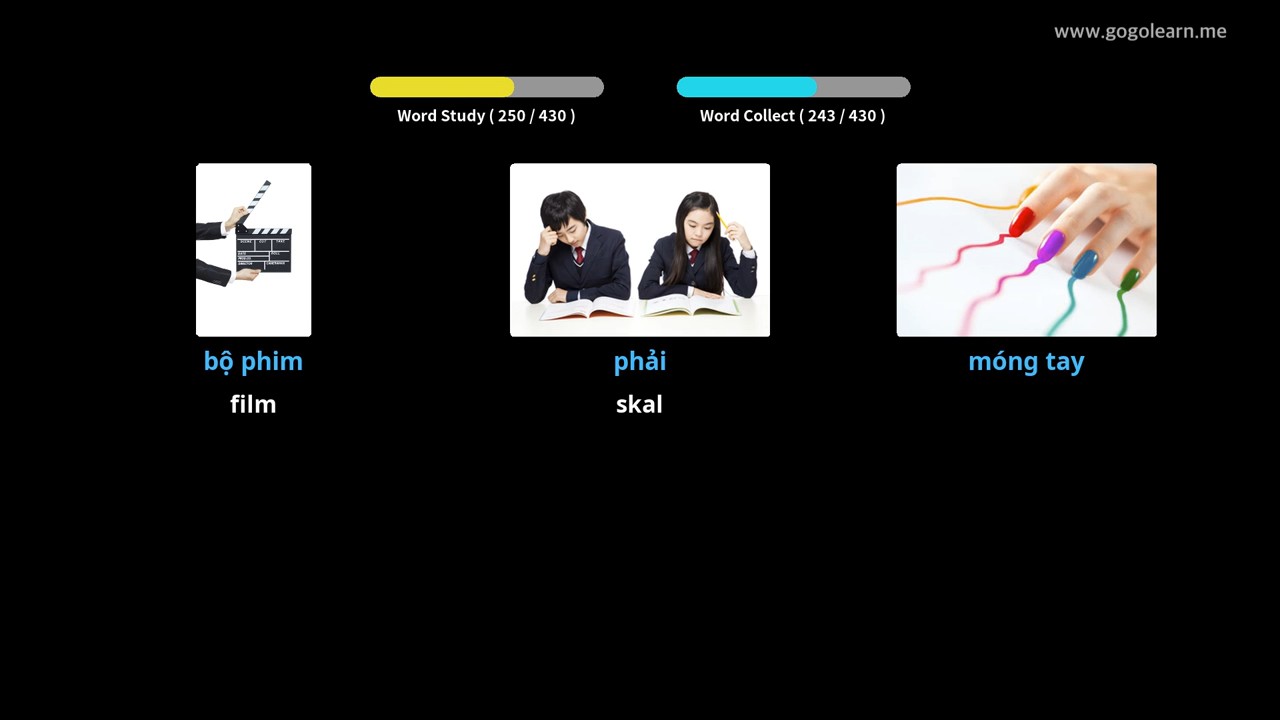 www.gogolearn.me
Word Study ( 250 / 430 )
Word Collect ( 243 / 430 )
bộ phim
phải
móng tay
film
skal